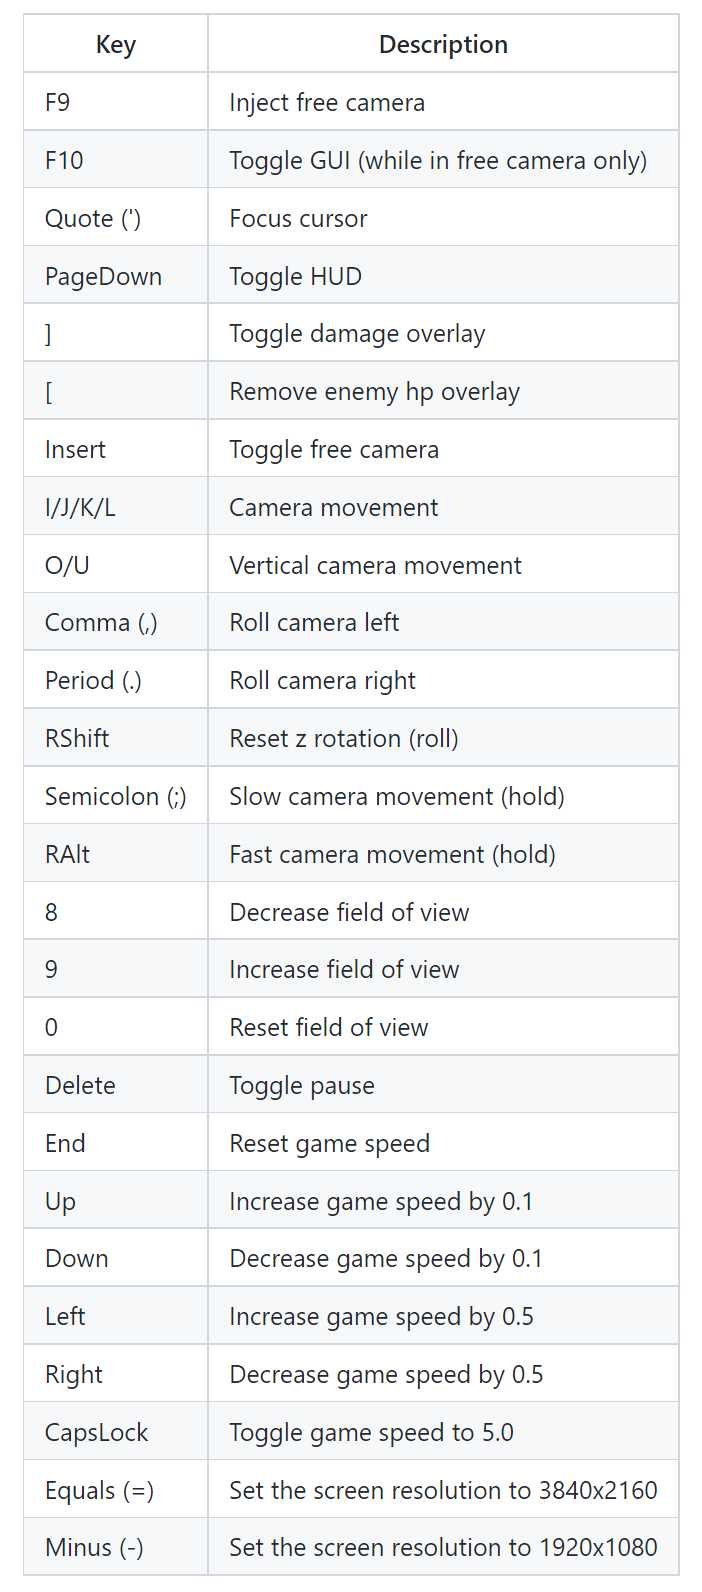 Key Description
F9 Inject free camera
F10 Toggle GUI (while in free camera only)
Quote (') Focus cursor
PageDown Toggle HUD
] Toggle damage overlay
[ Remove enemy hp overlay
Insert Toggle free camera
I/J/K/L Camera movement
O/U Vertical camera movement
Comma (,) Roll camera left
Period (.) Roll camera right
RShift Reset z rotation (roll)
Semicolon (;) Slow camera movement (hold)
RAlt Fast camera movement (hold)
8 Decrease field of view
9 Increase field of view
0 Reset field of view
Delete Toggle pause
End Reset game speed
Up Increase game speed by 0.1
Down Decrease game speed by 0.1
Left Increase game speed by 0.5
Right Decrease game speed by 0.5
CapsLock Toggle game speed to 5.0
Equals (=) Set the screen resolution to 3840x2160
Minus (-) Set the screen resolution to 1920x1080